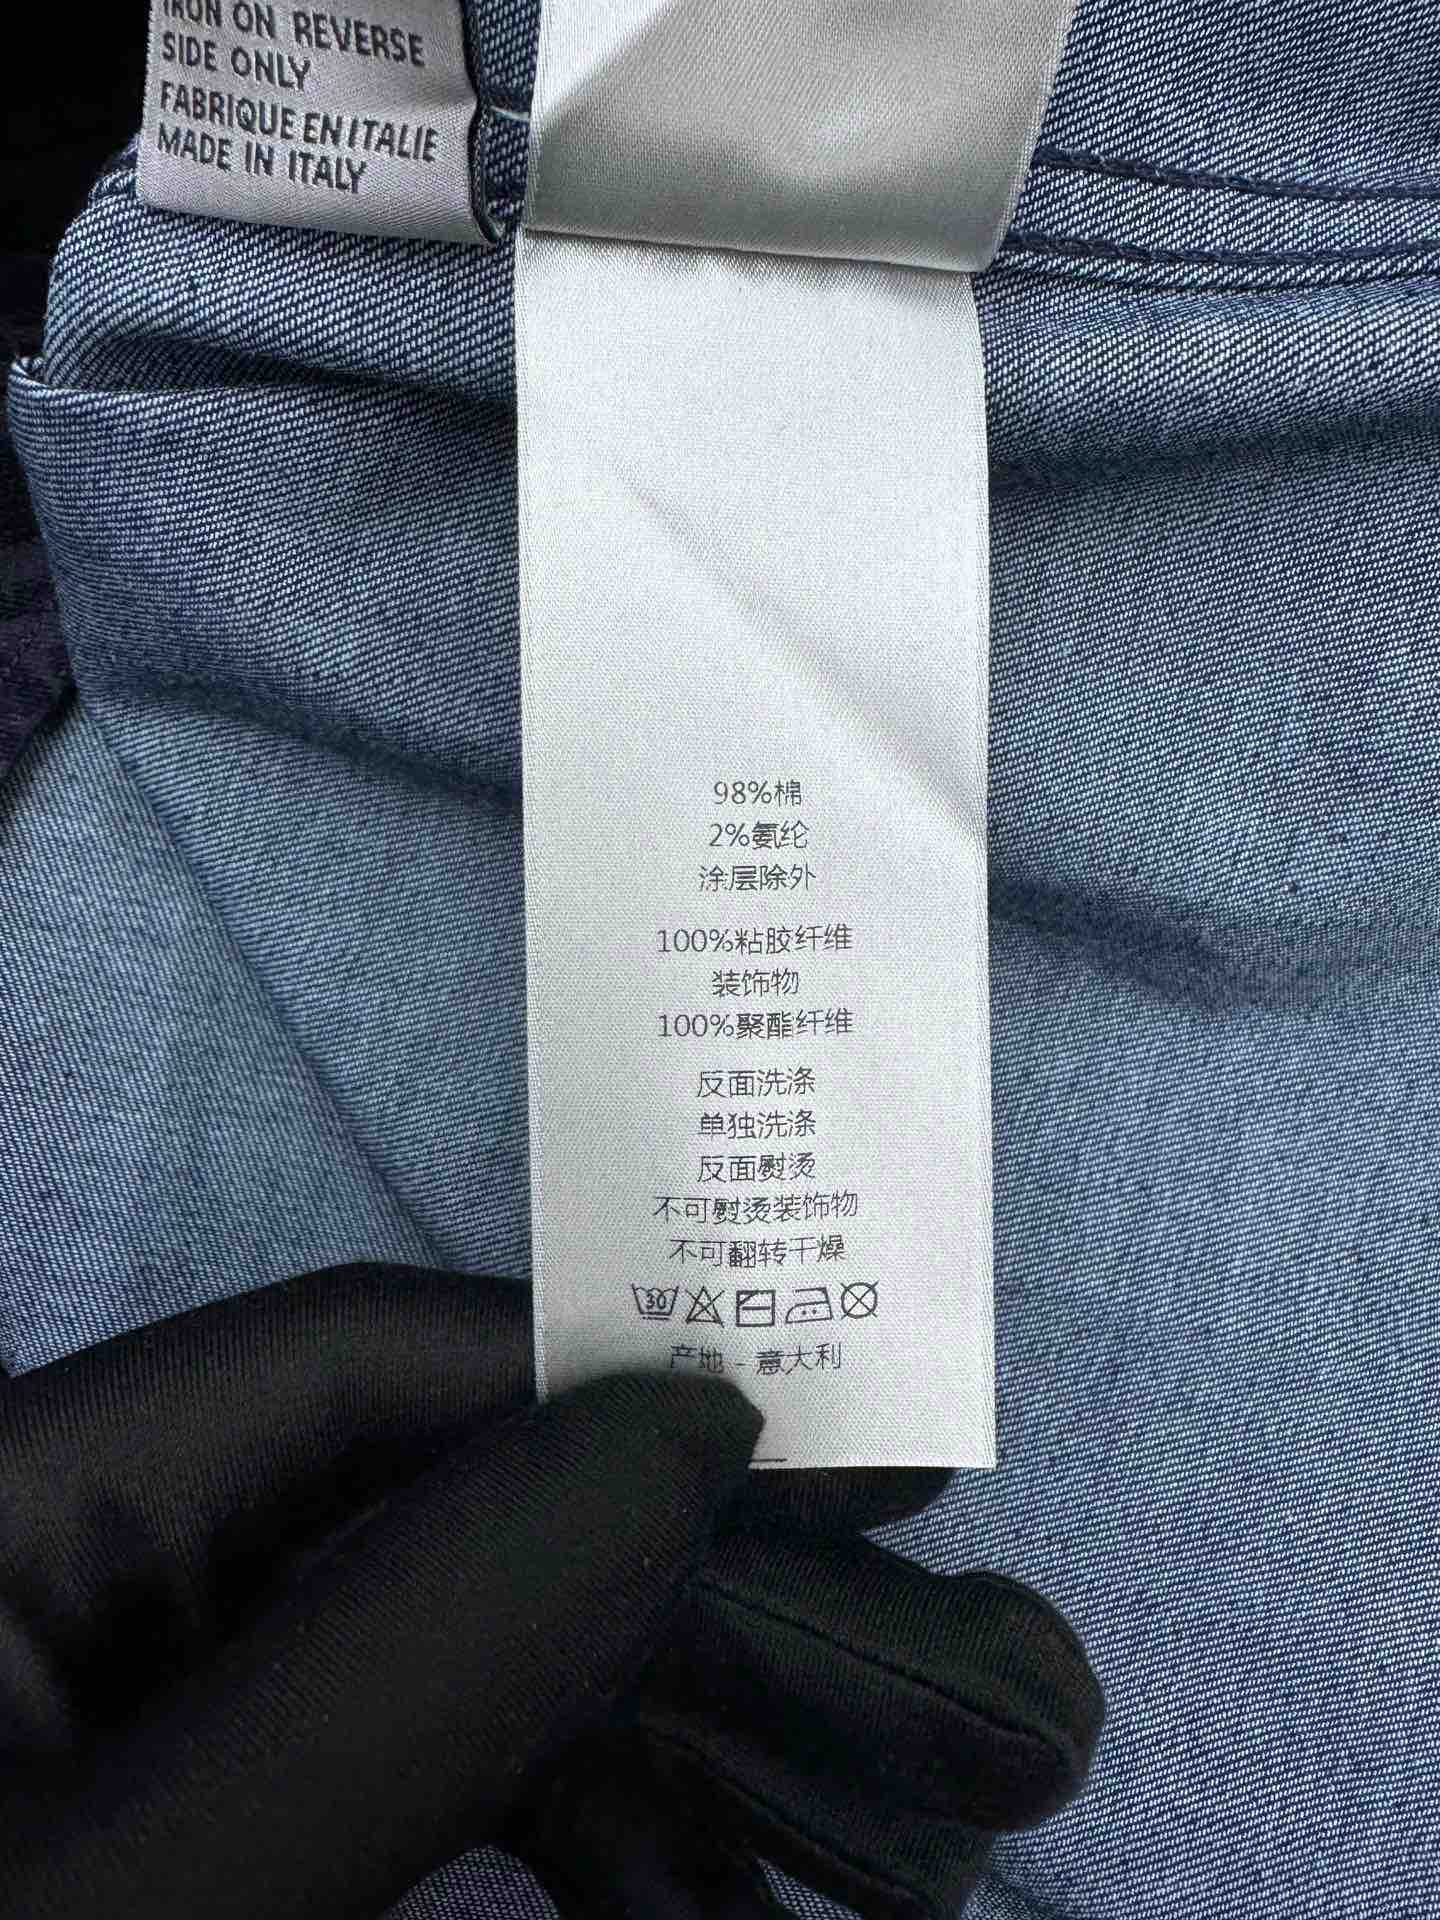 IRON ON REVERSE
SIDE ONLY
FABRIQUE EN ITALIE
MADE IN ITALY
98%棉
2%氨纶
涂层除外
100%粘胶纤维
装饰物
100%聚酯纤维
反面洗涤
单独洗涤
反面熨烫
不可熨烫装饰物
不可翻转干燥
30
产地 - 意大利